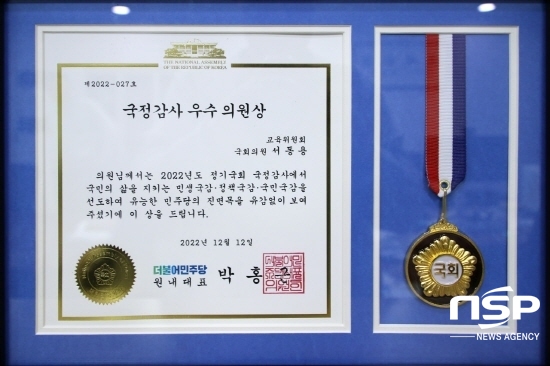 THE NATIONAL ASSEMBLY
OF THE REPUBLIC OF KOREA
제2022-027호
국정감사 우수 의원상
교육위원회
국회의원 서동용
의원님께서는 2022년도 정기국회 국정감사에서
국민의 삶을 지키는 민생국감·정책국감·국민국감을
선도하여 유능한 민주당의 진면목을 유감없이 보여
주셨기에 이 상을 드립니다.
2022년 12월 12일
더불어민주당
원내대표 박 홍 근
국회
NSP
NEWS AGENCY